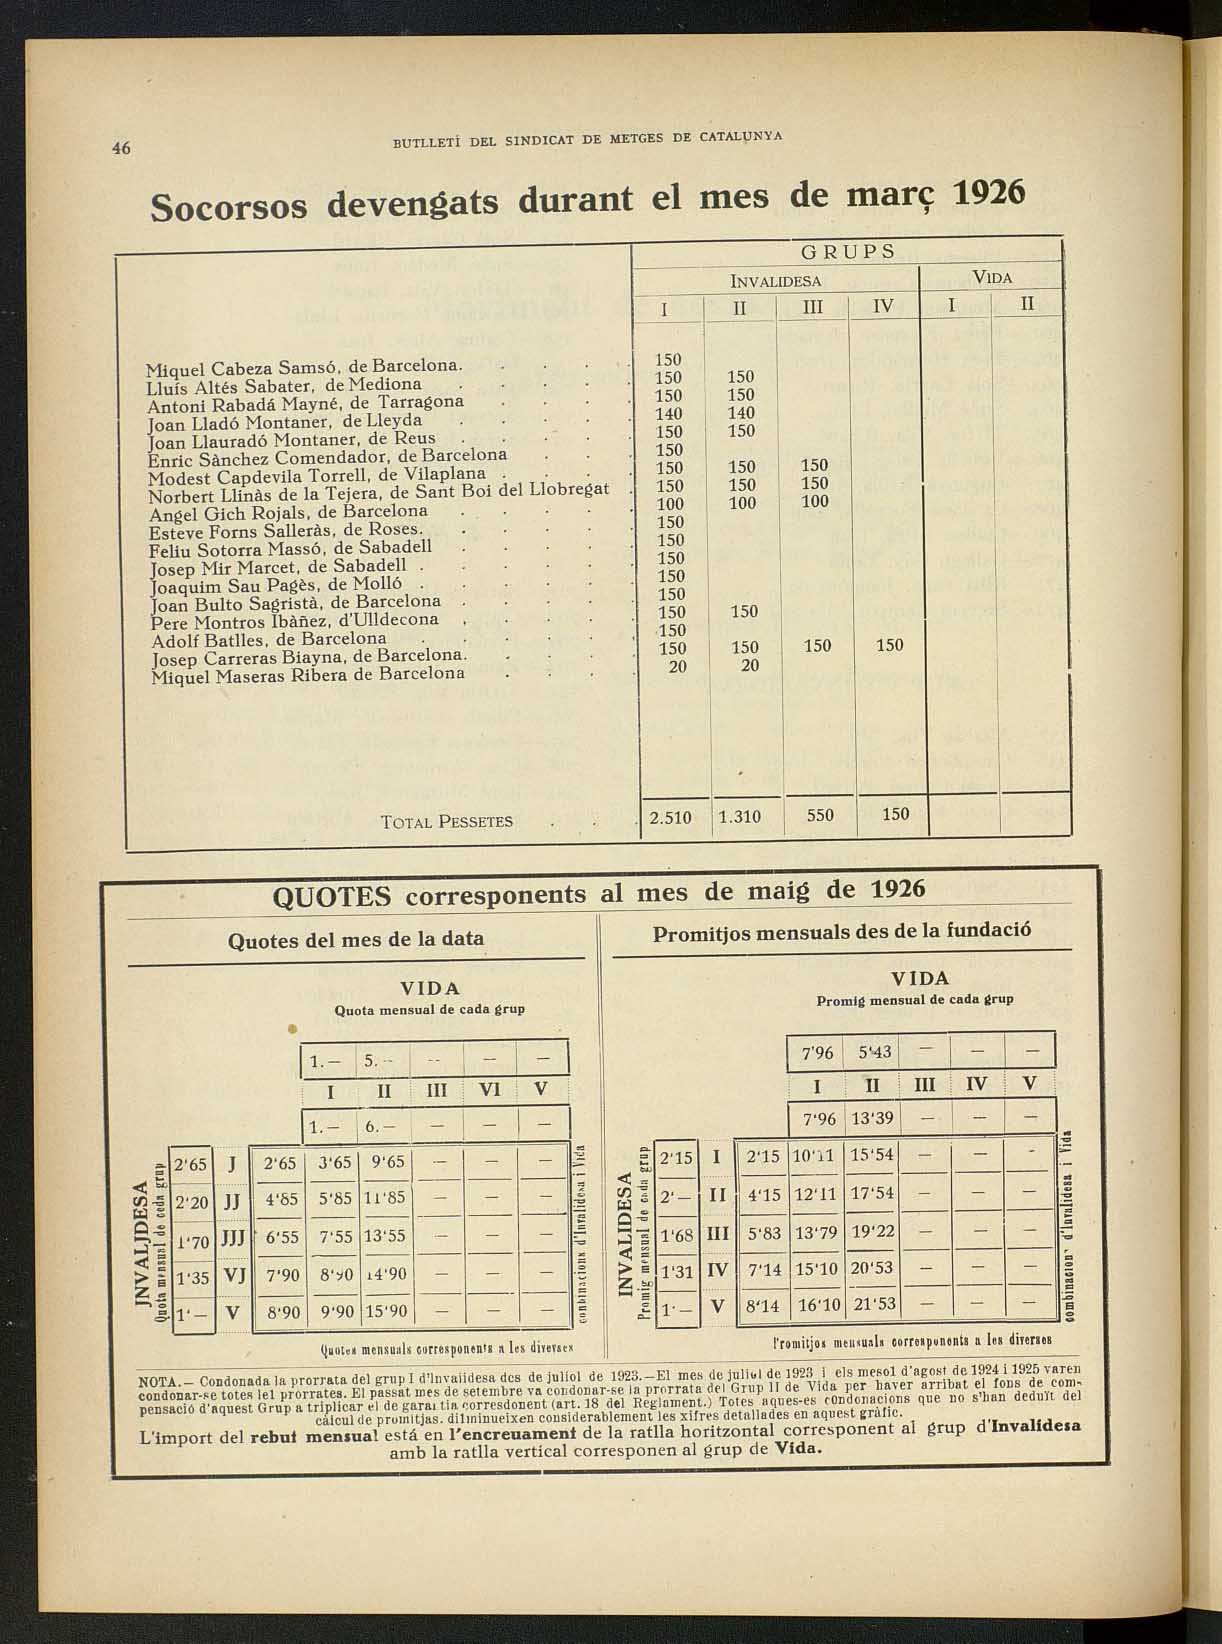 46
BUTLLETÍ DEL SINDICAT DE METGES DE CATALUNYA
Socorsos devengats durant el mes de març 1926
GRUPS
INVALIDESA VIDA
I II III IV I II
Miquel Cabeza Samsó, de Barcelona. 150
Lluís Altés Sabater, de Mediona 150 150
Antoni Rabadá Mayné, de Tarragona 150 150
Joan Lladó Montaner, de Lleyda 140 140
Joan Llauradó Montaner, de Reus 150 150
Enric Sànchez Comendador, de Barcelona 150
Modest Capdevila Torrell, de Vilaplana 150 150 150
Norbert Llinàs de la Tejera, de Sant Boi del Llobregat 150 150 150
Angel Gich Rojals, de Barcelona 100 100 100
Esteve Forns Salleràs, de Roses. 150
Feliu Sotorra Massó, de Sabadell 150
Josep Mir Marcet, de Sabadell 150
Joaquim Sau Pagès, de Molló 150
Joan Bulto Sagristà, de Barcelona 150
Pere Montros Ibàñez, d'Ulldecona 150 150
Adolf Batlles, de Barcelona 150
Josep Carreras Biayna, de Barcelona. 150 150 150 150
Miquel Maseras Ribera de Barcelona 20 20
TOTAL PESSETES 2.510 1.310 550 150
QUOTES corresponents al mes de maig de 1926
Quotes del mes de la data
VIDA
Quota mensual de cada grup
1.— 5.— -- — —
I II III VI V
1.— 6.— — — —
JNVALJDESA
Quota mensual de ceda grup
2'65 J 2'65 3'65 9'65 — — —
2'20 JJ 4'85 5'85 11'85 — — —
1'70 JJJ 6'55 7'55 13'55 — — —
1'35 VJ 7'90 14'90 — — —
1'— V 8'90 9'90 15'90 — — —
combinacions d'Invalidesa i Vida
Quotes mensuals corresponents a les diverses
Promitjos mensuals des de la fundació
VIDA
Promig mensual de cada grup
7'96 5'43 — — —
I II III IV V
7'96 13'39 — — —
INVALIDESA
Promig mensual de cada grup
2'15 I 2'15 10'11 15'54 — — -
2'— II 4'15 12'11 17'54 — — —
1'68 III 5'83 13'79 19'22 — — —
1'31 IV 7'14 15'10 20'53 — — —
1'— V 8'14 16'10 21'53 — — —
combinacion' d'Invalidesa i Vida
Promitjos mensuals corresponents a les diverses
NOTA.— Condonada la prorrata del grup I d'Invalidesa des de juliol de 1923.—El mes de juliol de 1923 i els mesol d'agost de 1924 i 1925 varen
condonar-se totes lel prorrates. El passat mes de setembre va condonar-se la prorrata del Grup II de Vida per haver arribat el fons de com-
pensació d'aquest Grup a triplicar el de garantia corresdonent (art. 18 del Reglament.) Totes aques-es condonacions que no s'han deduït del
càlcul de promitjas. diiminueixen considerablement les xifres detallades en aquest gràfic.
L'import del rebut mensual está en l'encreuament de la ratlla horitzontal corresponent al grup d'Invalidesa
amb la ratlla vertical corresponen al grup de Vida.